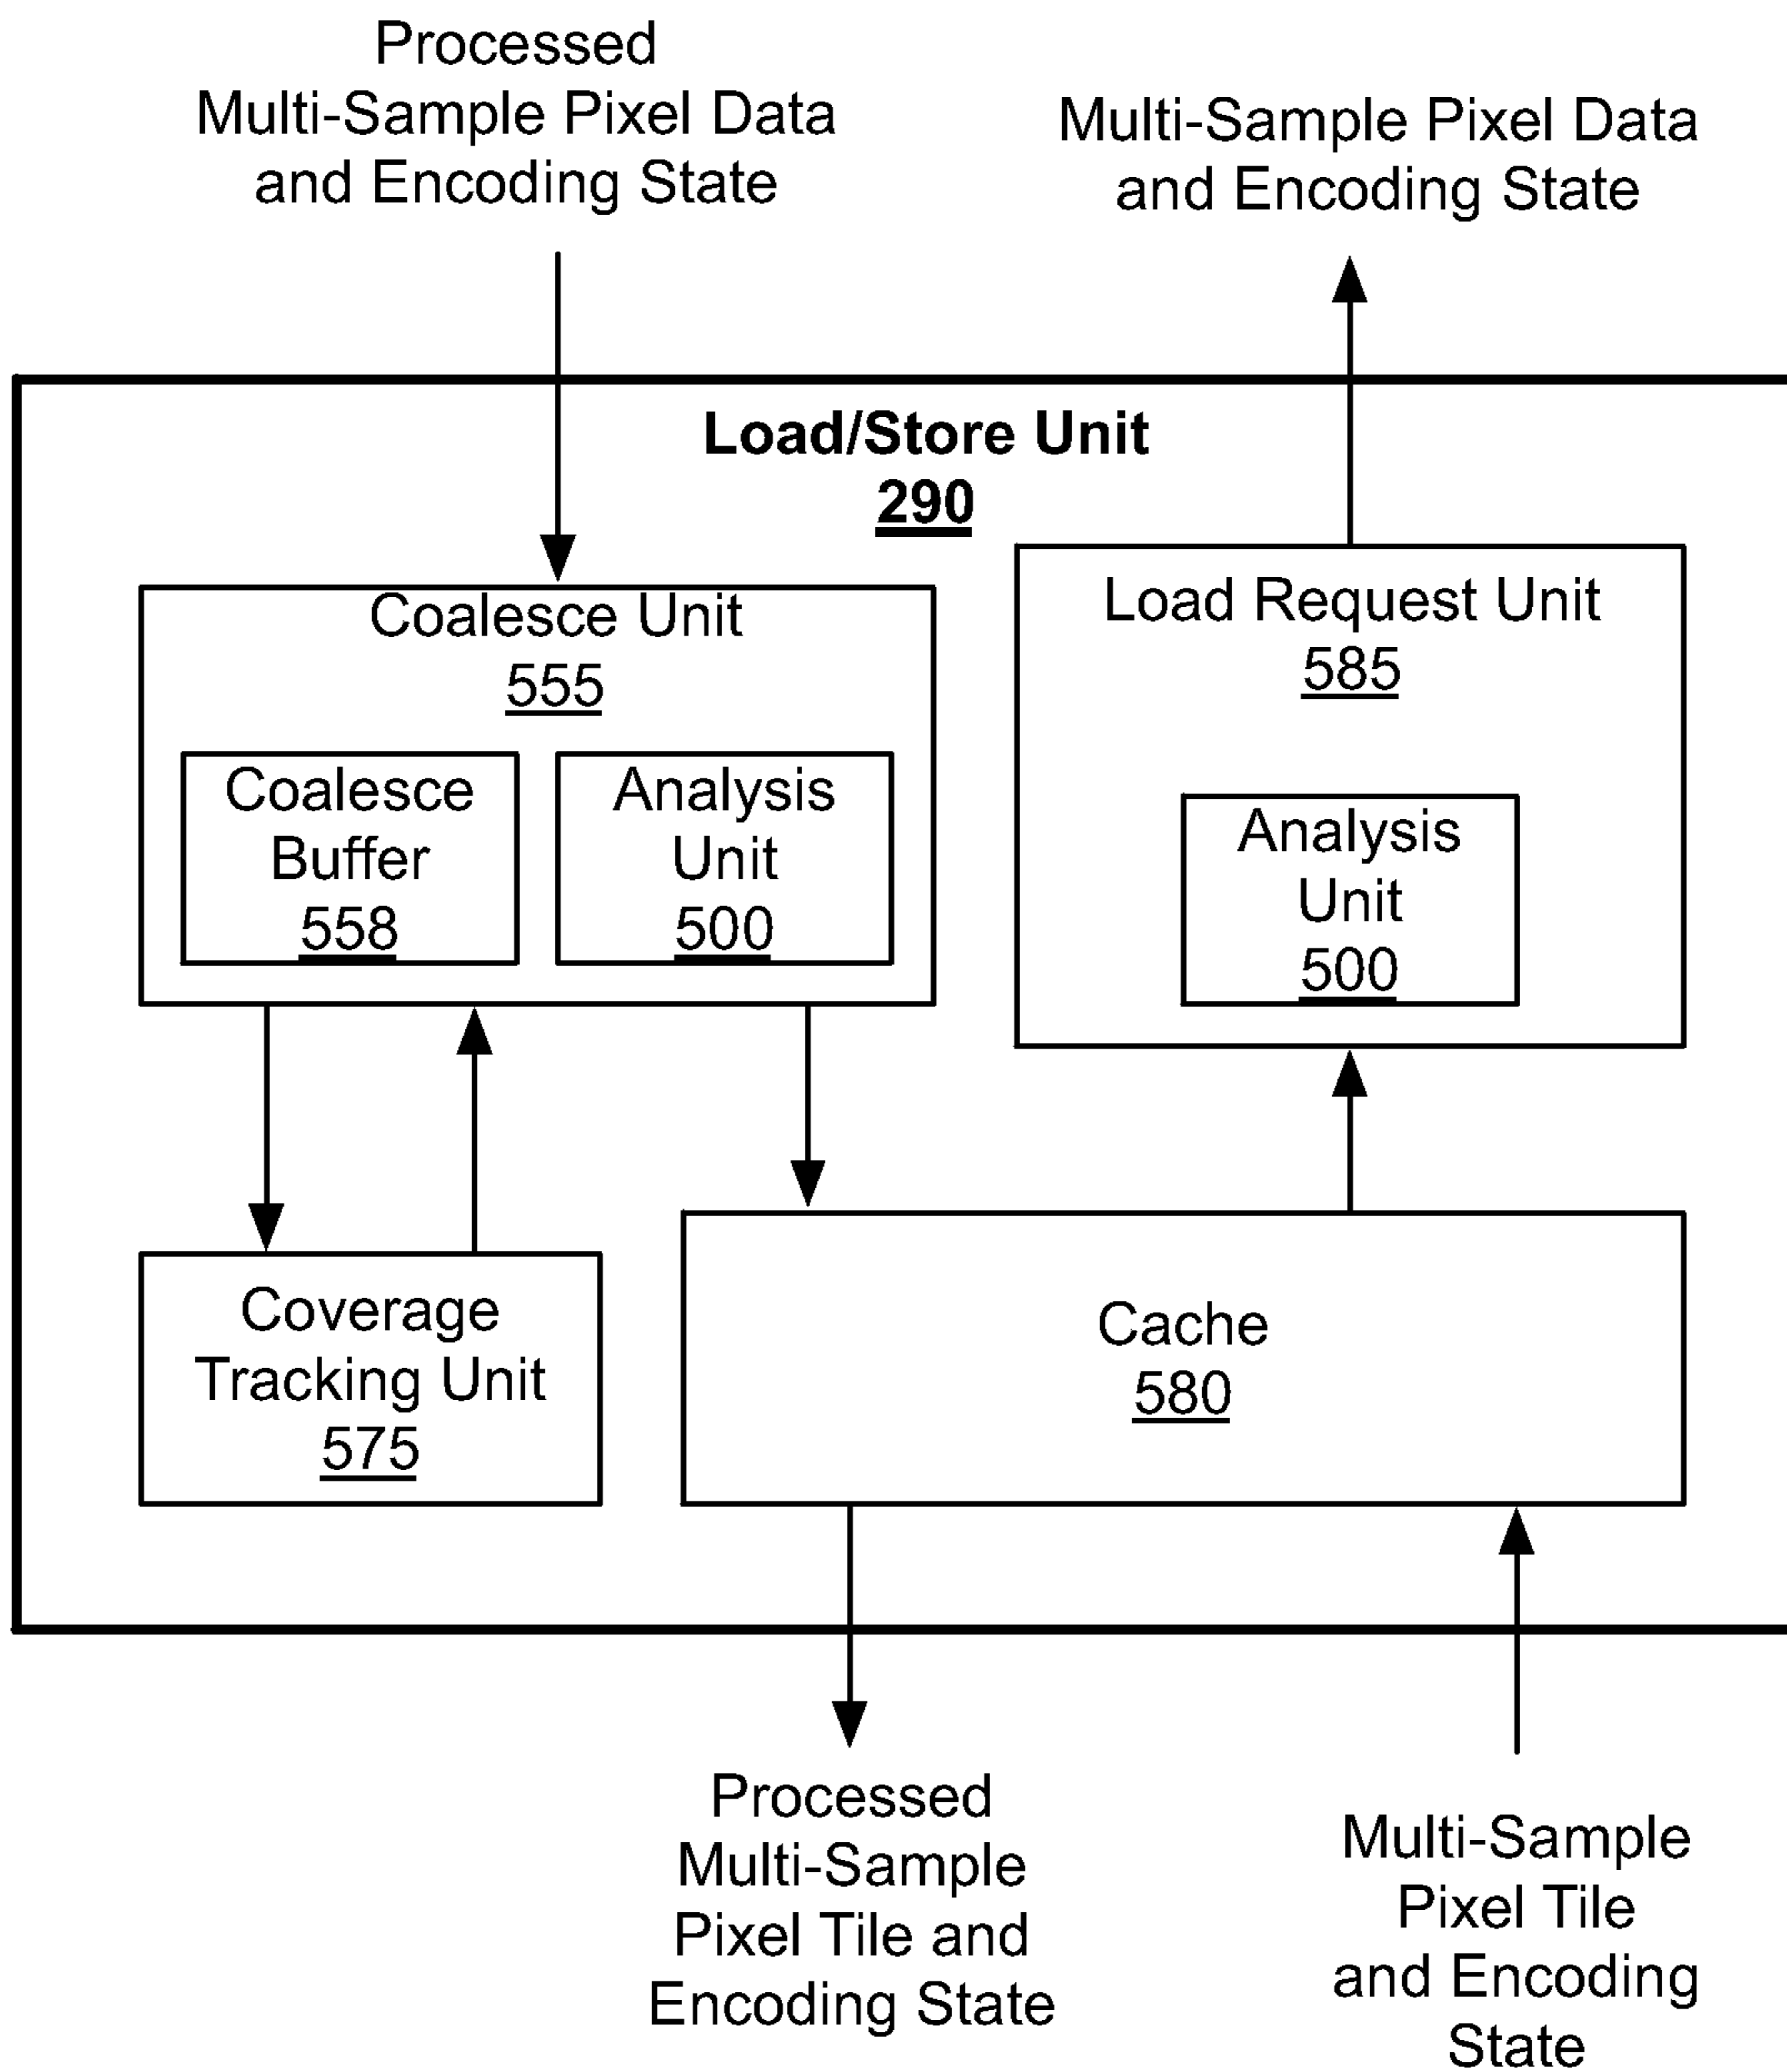 Processed
Multi-Sample Pixel Data
and Encoding State
Multi-Sample Pixel Data
and Encoding State
Load/Store Unit
290
Coalesce Unit
555
Coalesce
Buffer
558
Analysis
Unit
500
Load Request Unit
585
Analysis
Unit
500
Coverage
Tracking Unit
575
Cache
580
Processed
Multi-Sample
Pixel Tile and
Encoding State
Multi-Sample
Pixel Tile
and Encoding
State